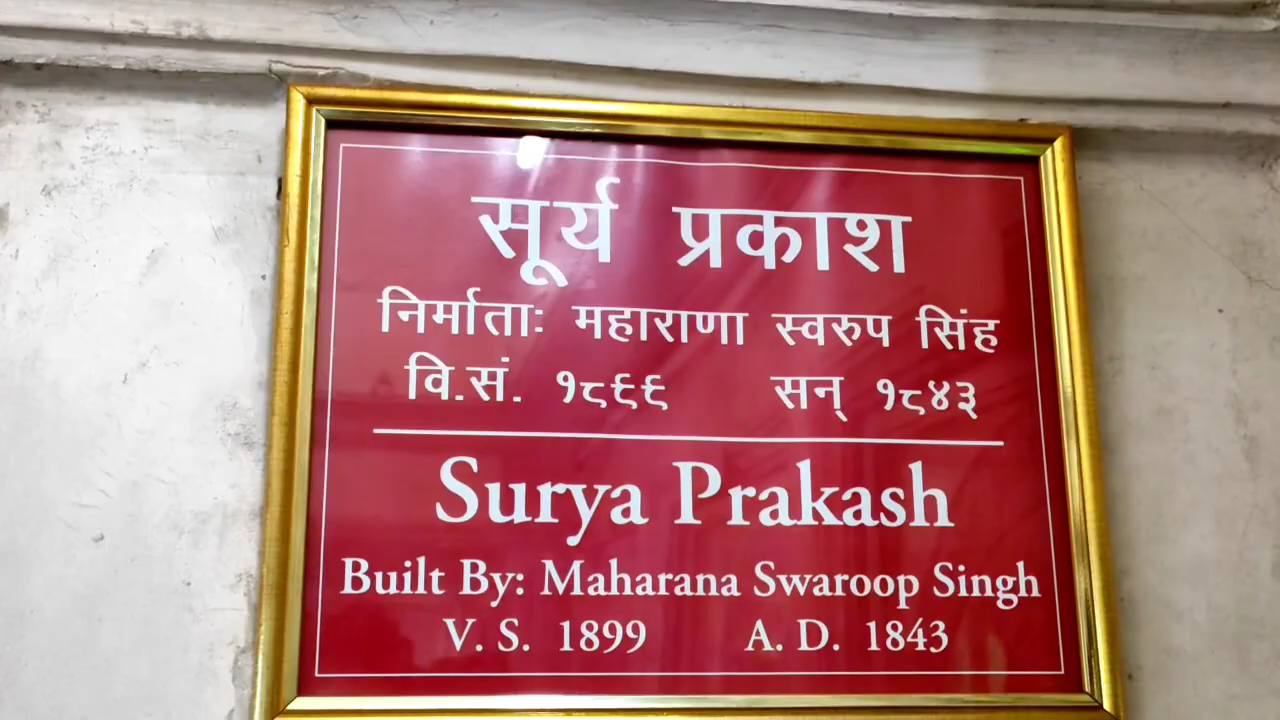 सूर्य प्रकाश
निर्माताः महाराणा स्वरुप सिंह
वि.सं. १८९९ सन् १८४३
Surya Prakash
Built By: Maharana Swaroop Singh
V. S. 1899 A. D. 1843